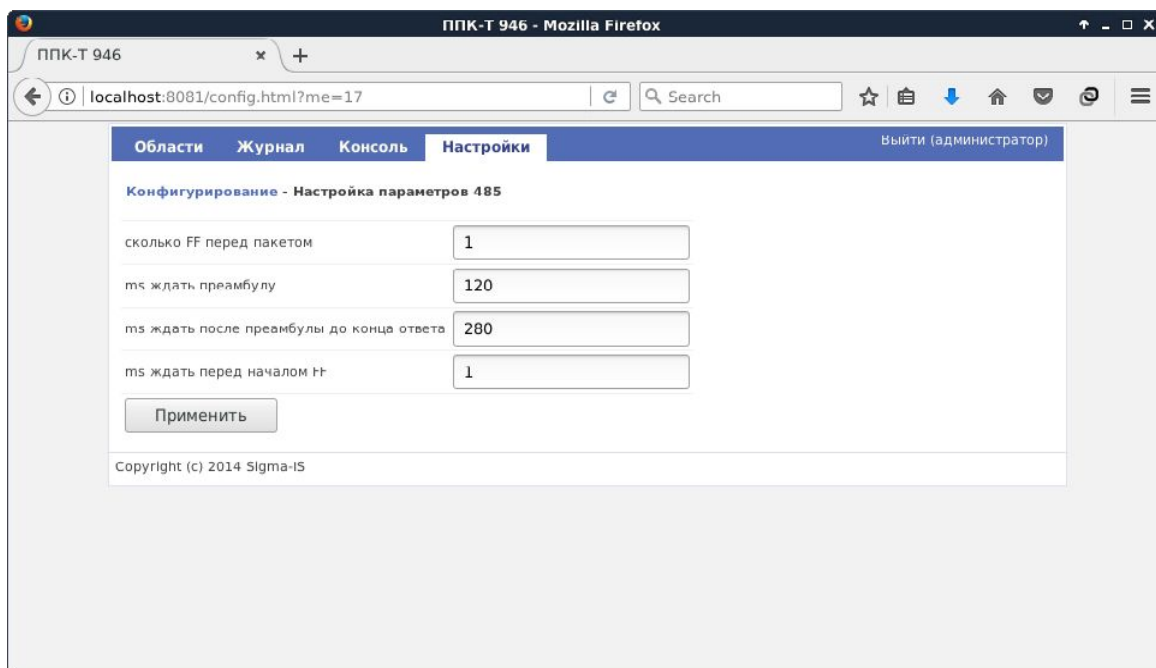 ППК-Т 946 - Mozilla Firefox
ППК-Т 946
localhost:8081/config.html?me=17
Search
Области Журнал Консоль Настройки Выйти (администратор)
Конфигурирование - Настройка параметров 485
сколько FF перед пакетом 1
ms ждать преамбулу 120
ms ждать после преамбулы до конца ответа 280
ms ждать перед началом FF 1
Применить
Copyright (c) 2014 Sigma-IS